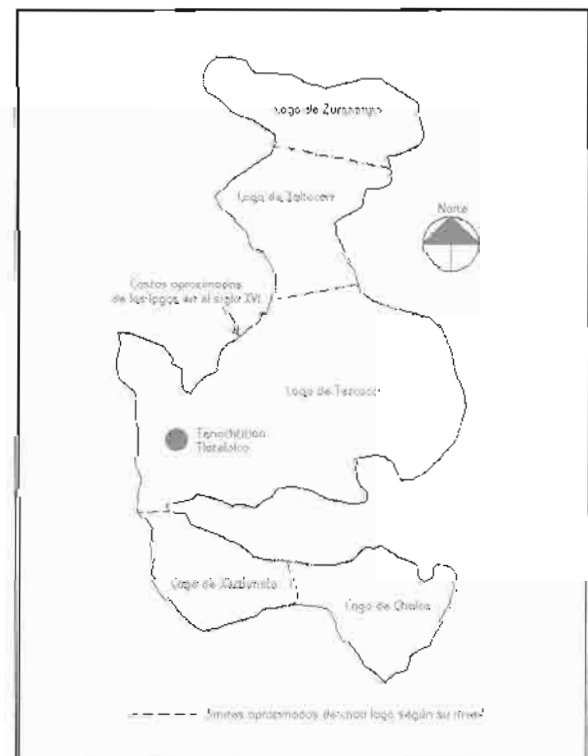 Lago de Zumpango
Lago de Xaltocan
Norte
Costas aproximadas
de los lagos en el siglo XVI
Lago de Texcoco
Tenochtitlan
Tlatelolco
Lago de Xochimilco
Lago de Chalco
límites aproximados de cada lago según su nivel